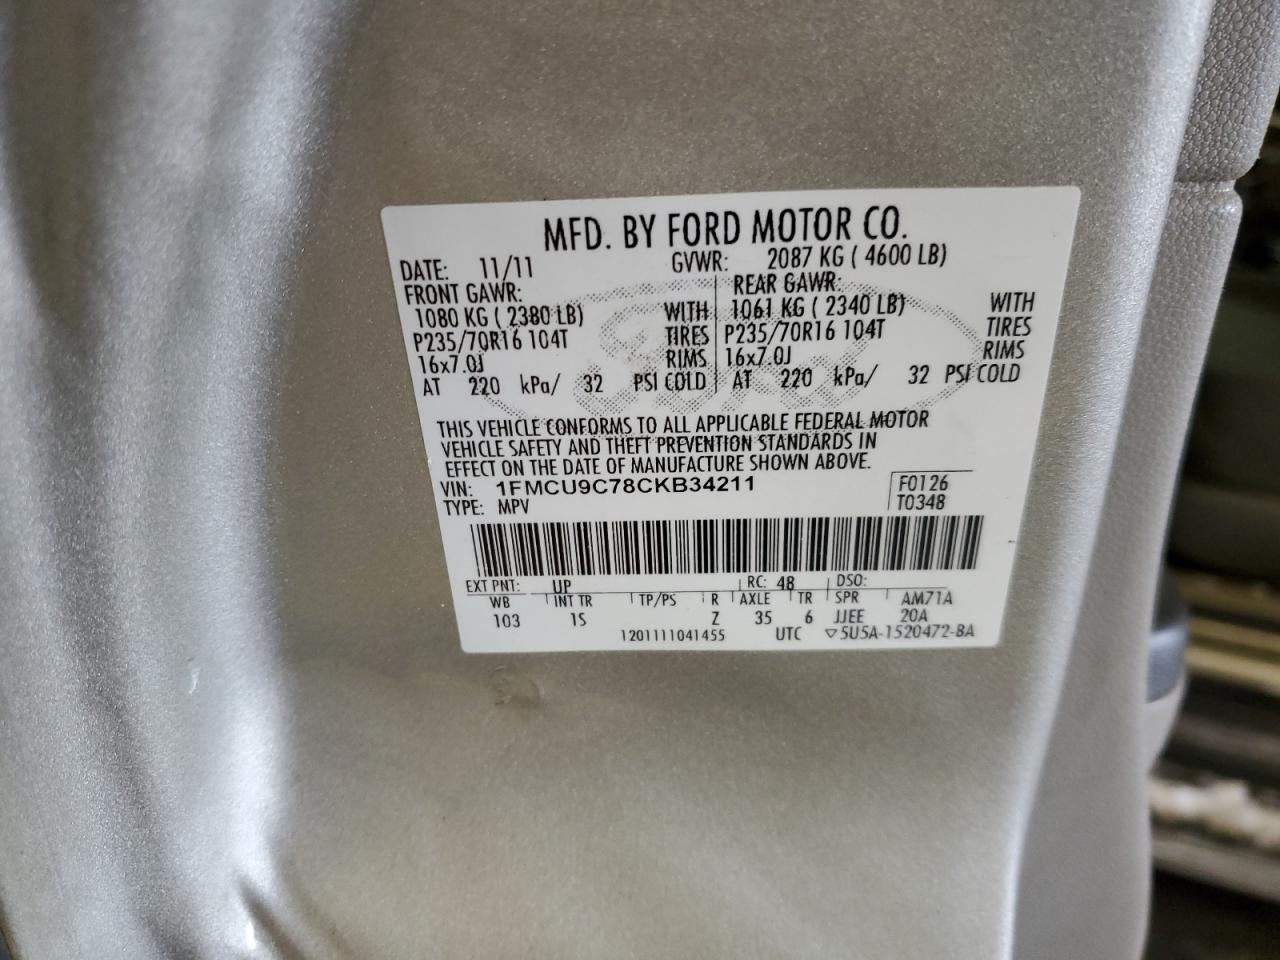 MFD. BY FORD MOTOR CO.
DATE: 11/11 GVWR: 2087 KG ( 4600 LB)
FRONT GAWR: REAR GAWR:
1080 KG ( 2380 LB) WITH 1061 KG ( 2340 LB) WITH
P235/70R16 104T TIRES P235/70R16 104T TIRES
16x7.0J RIMS 16x7.0J RIMS
AT 220 kPa/ 32 PSI COLD AT 220 kPa/ 32 PSI COLD
Ford
THIS VEHICLE CONFORMS TO ALL APPLICABLE FEDERAL MOTOR
VEHICLE SAFETY AND THEFT PREVENTION STANDARDS IN
EFFECT ON THE DATE OF MANUFACTURE SHOWN ABOVE.
VIN: 1FMCU9C78CKB34211 F0126
TYPE: MPV T0348
EXT PNT: UP RC: 48 DSO:
WB INT TR TP/PS R AXLE TR SPR AM71A
103 1S Z 35 6 JJEE 20A
1201111041455 UTC ▽5U5A-1520472-BA